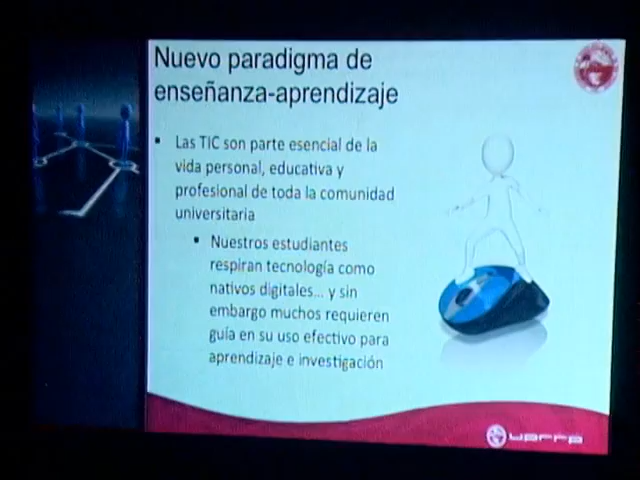 Nuevo paradigma de
enseñanza-aprendizaje
Las TIC son parte esencial de la
vida personal, educativa y
profesional de toda la comunidad
universitaria
Nuestros estudiantes
respiran tecnología como
nativos digitales... y sin
embargo muchos requieren
guía en su uso efectivo para
aprendizaje e investigación